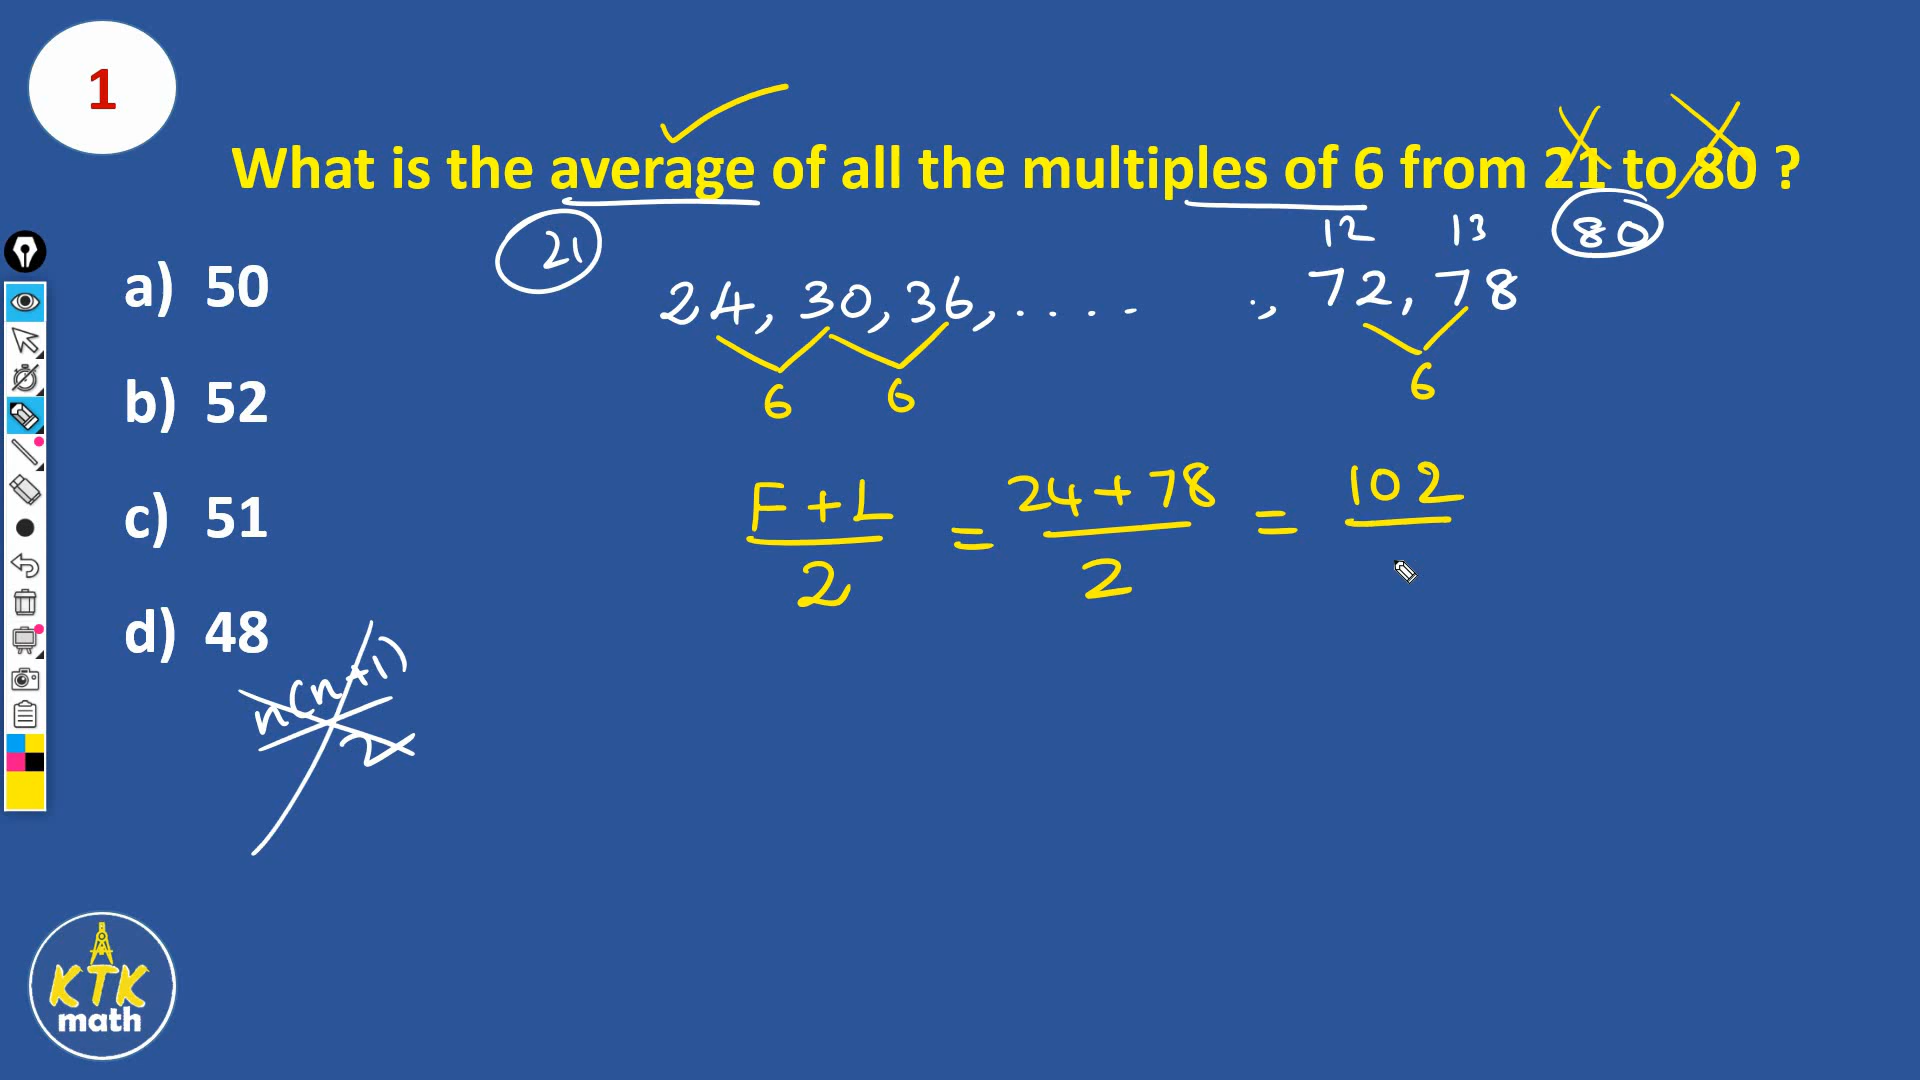 1
What is the average of all the multiples of 6 from 21 to 80 ?
21
12 13
80
24, 30, 36, . . . . ., 72, 78
6 6 6
a) 50
b) 52
c) 51
d) 48
F + L / 2 = 24 + 78 / 2 = 102
n(n+1)
2
KTK
math